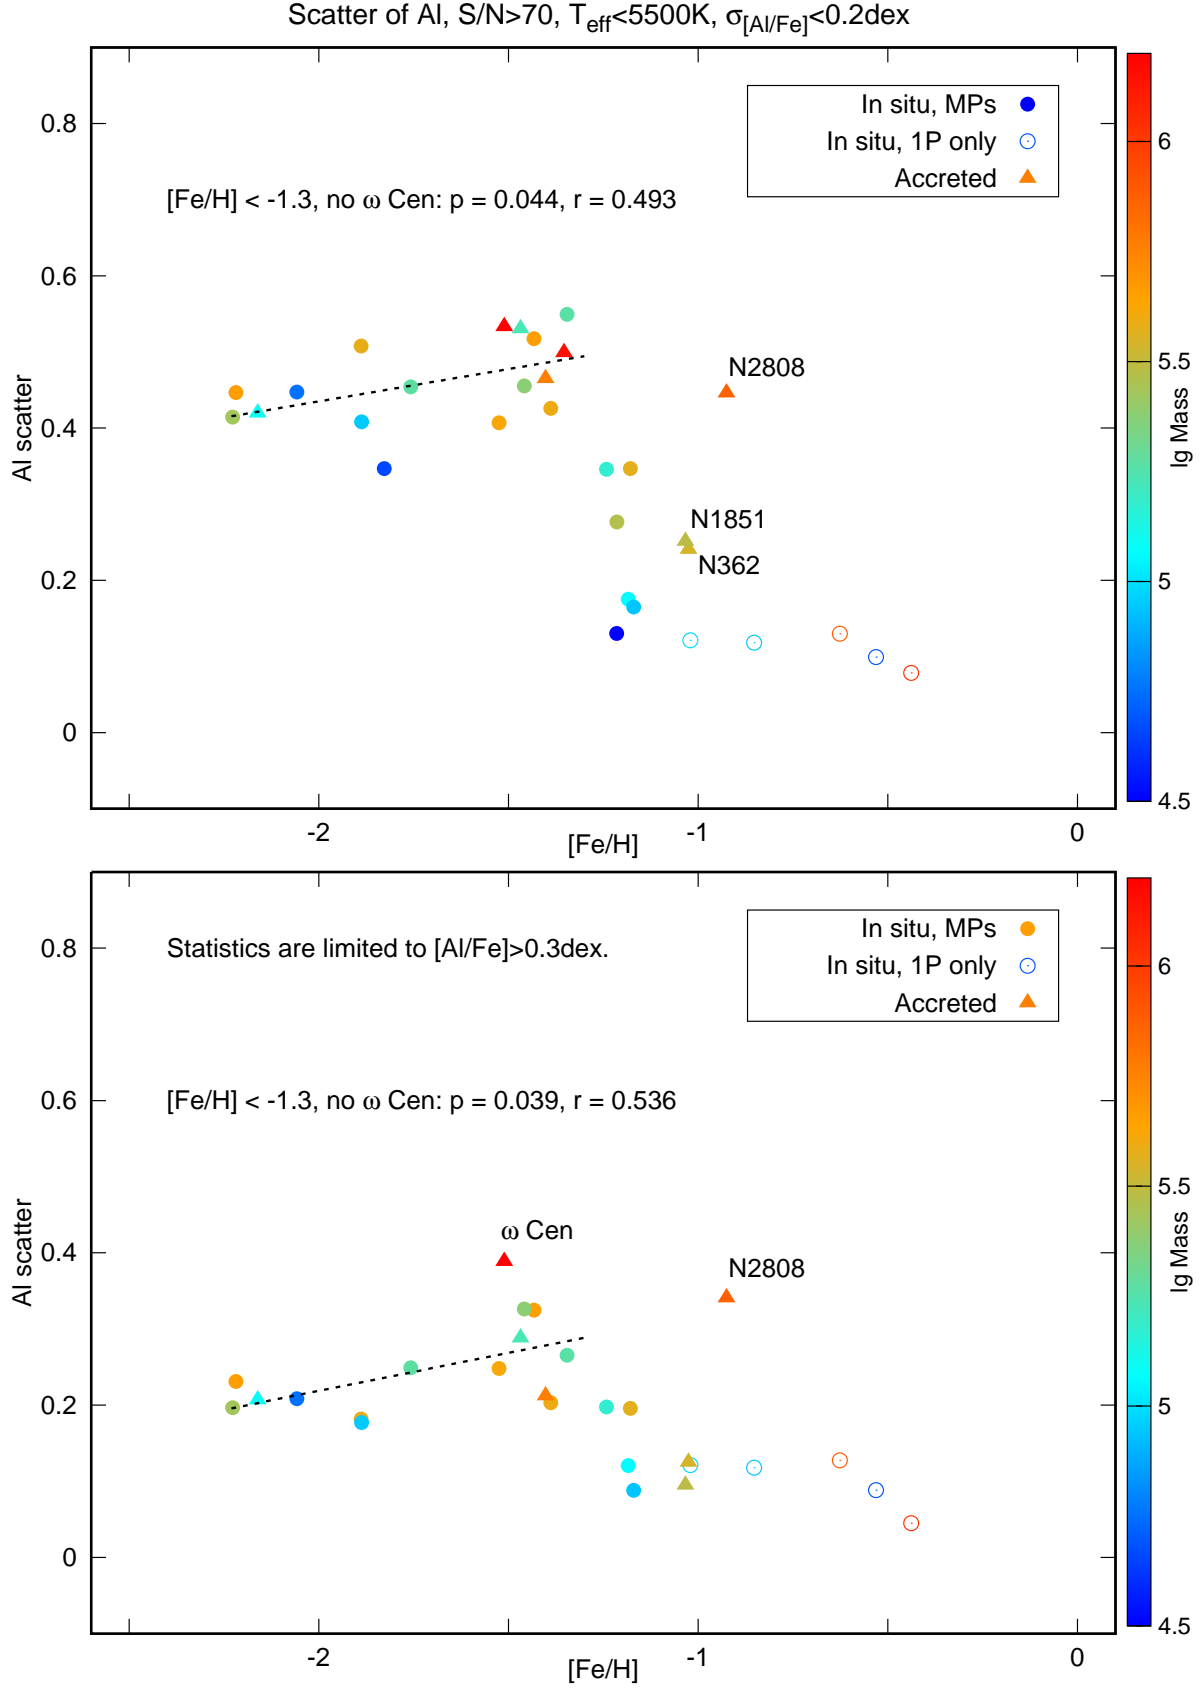 Scatter of Al, S/N>70, Teff<5500K, σ[Al/Fe]<0.2dex
In situ, MPs
In situ, 1P only
Accreted
[Fe/H] < -1.3, no ω Cen: p = 0.044, r = 0.493
N2808
N1851
N362
0.8
0.6
0.4
0.2
0
Al scatter
-2
-1
0
[Fe/H]
6
5.5
5
4.5
lg Mass
In situ, MPs
In situ, 1P only
Accreted
Statistics are limited to [Al/Fe]>0.3dex.
[Fe/H] < -1.3, no ω Cen: p = 0.039, r = 0.536
ω Cen
N2808
0.8
0.6
0.4
0.2
0
Al scatter
-2
-1
0
[Fe/H]
6
5.5
5
4.5
lg Mass